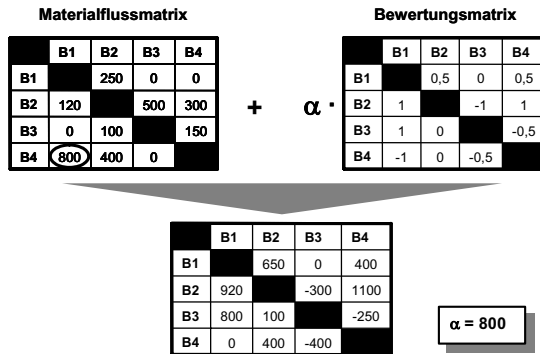 Materialflussmatrix
B1 B2 B3 B4
B1 250 0 0
B2 120 500 300
B3 0 100 150
B4 800 400 0
+ α ·
Bewertungsmatrix
B1 B2 B3 B4
B1 0,5 0 0,5
B2 1 -1 1
B3 1 0 -0,5
B4 -1 0 -0,5
B1 B2 B3 B4
B1 650 0 400
B2 920 -300 1100
B3 800 100 -250
B4 0 400 -400
α = 800